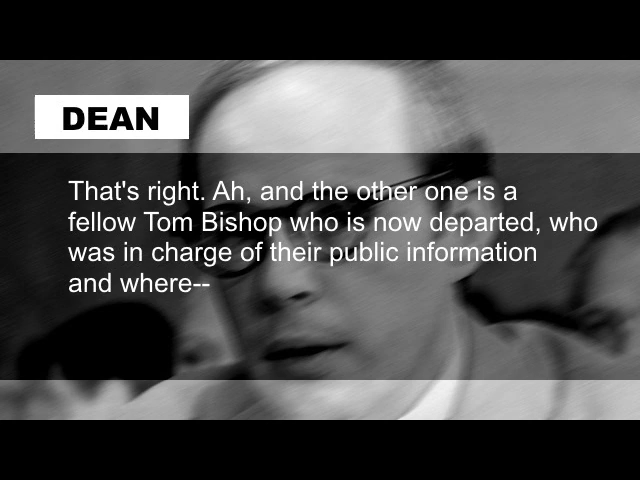 DEAN
That's right. Ah, and the other one is a
fellow Tom Bishop who is now departed, who
was in charge of their public information
and where--